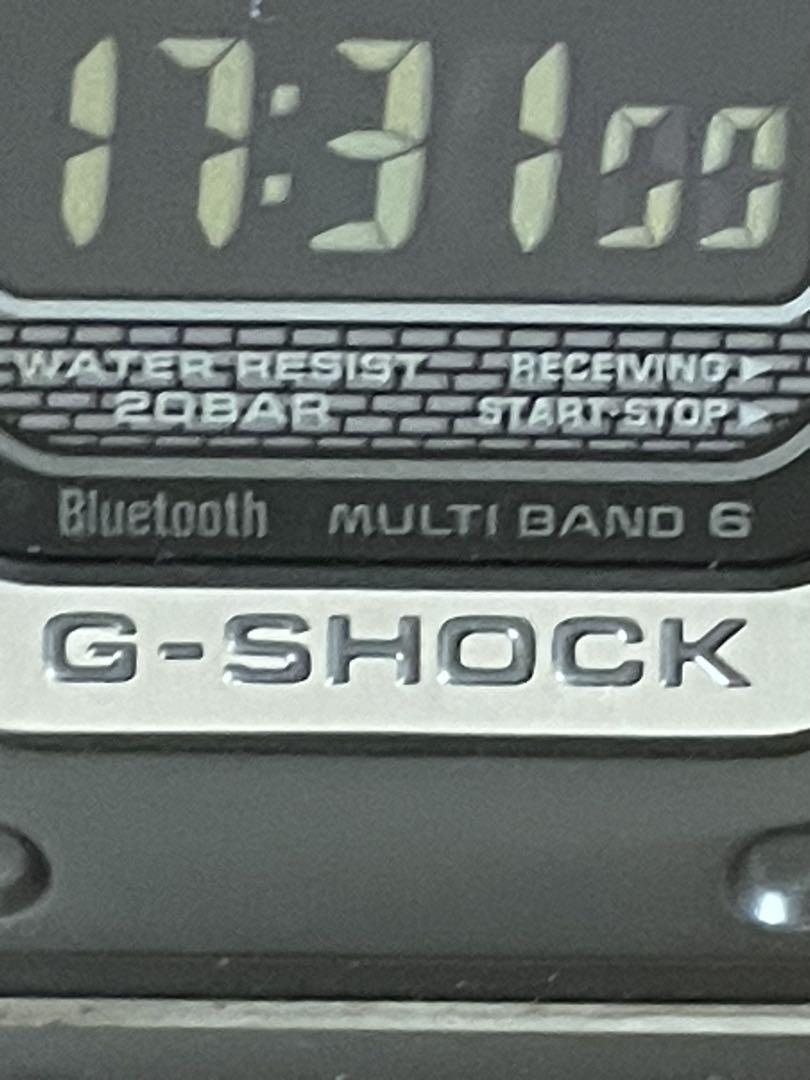 17:31
WATER RESIST RECEIVING▶
20BAR START·STOP▶
Bluetooth MULTI BAND 6
G-SHOCK